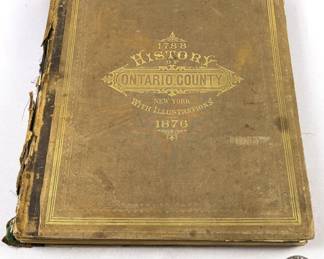 1788
HISTORY
OF
ONTARIO COUNTY
NEW YORK
WITH ILLUSTRATIONS
1876